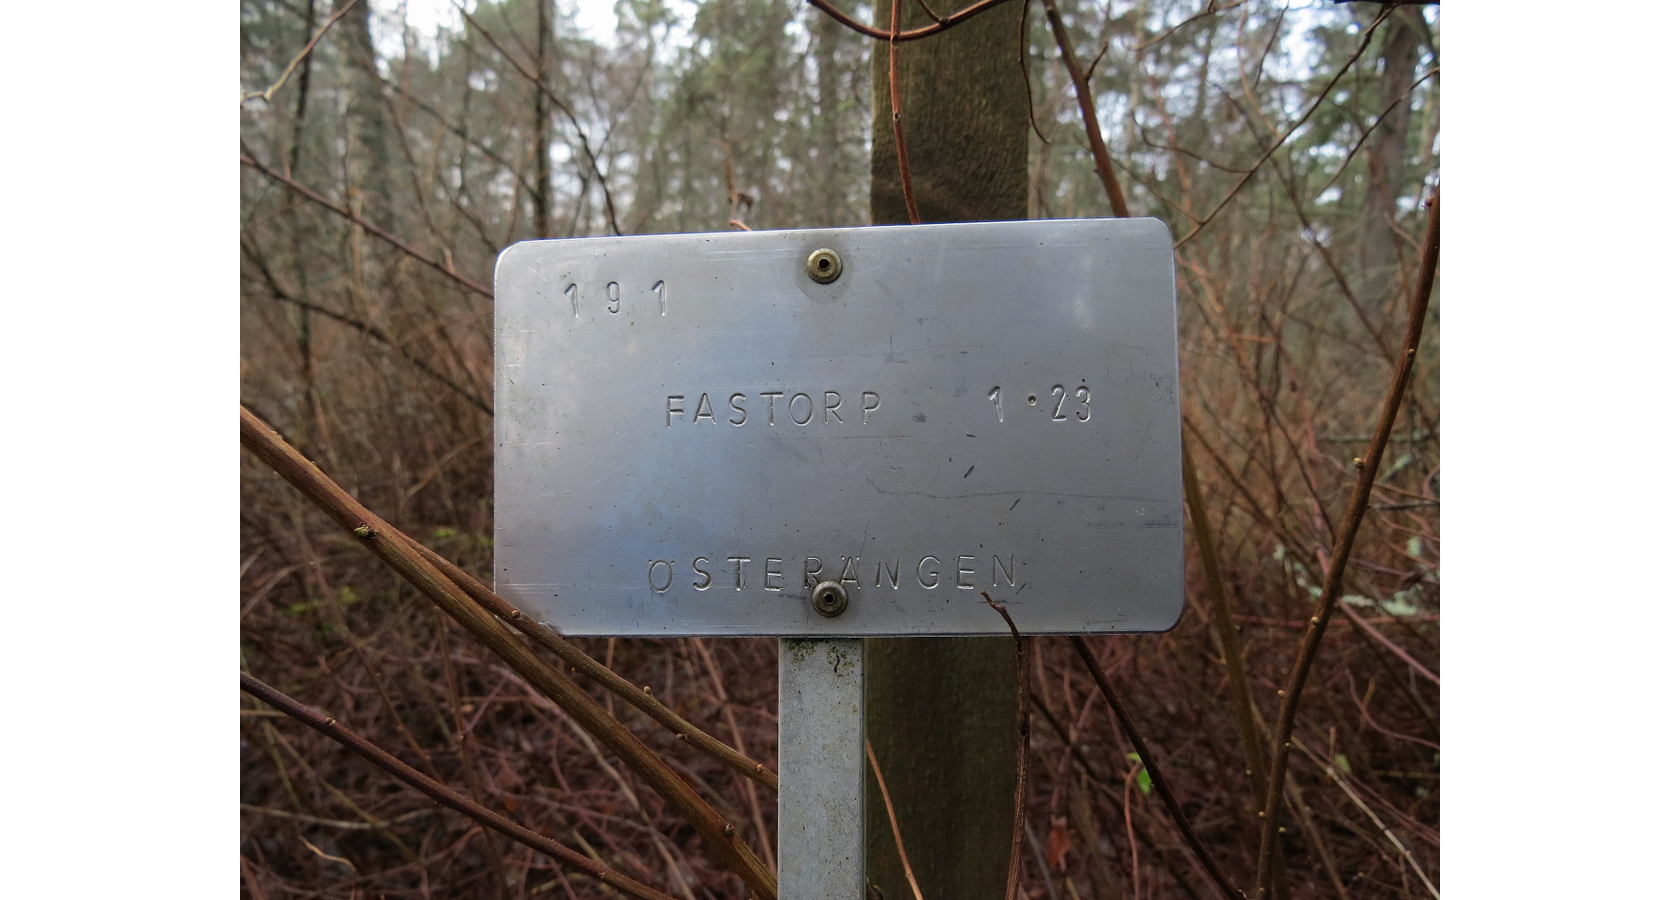 191
FASTORP 1·23
ÖSTERÄNGEN